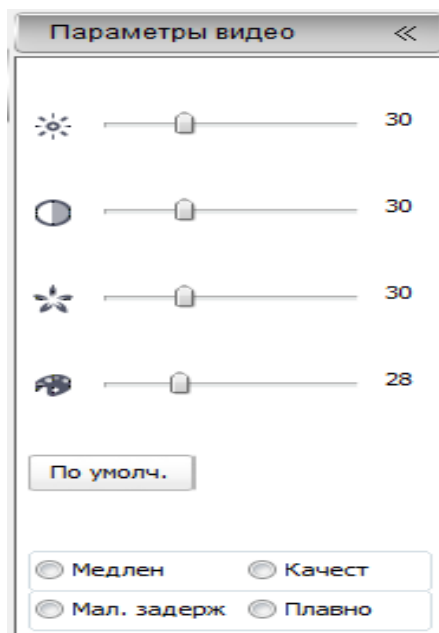 Параметры видео
30
30
30
28
По умолч.
Медлен Качест
Мал. задерж Плавно